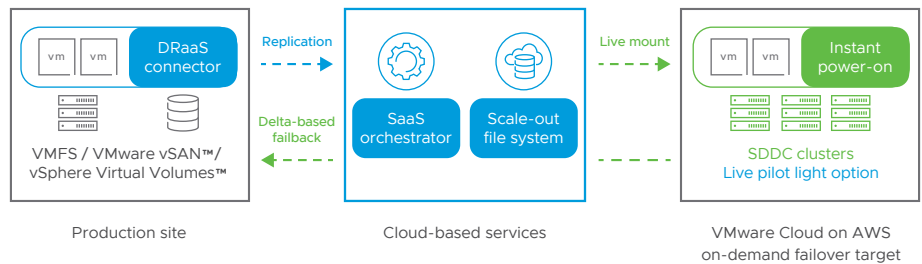 vm
vm
DRaaS
connector
VMFS / VMware vSAN™/
vSphere Virtual Volumes™
Production site
Replication
Delta-based
failback
SaaS
orchestrator
Scale-out
file system
Cloud-based services
Live mount
vm
vm
Instant
power-on
SDDC clusters
Live pilot light option
VMware Cloud on AWS
on-demand failover target